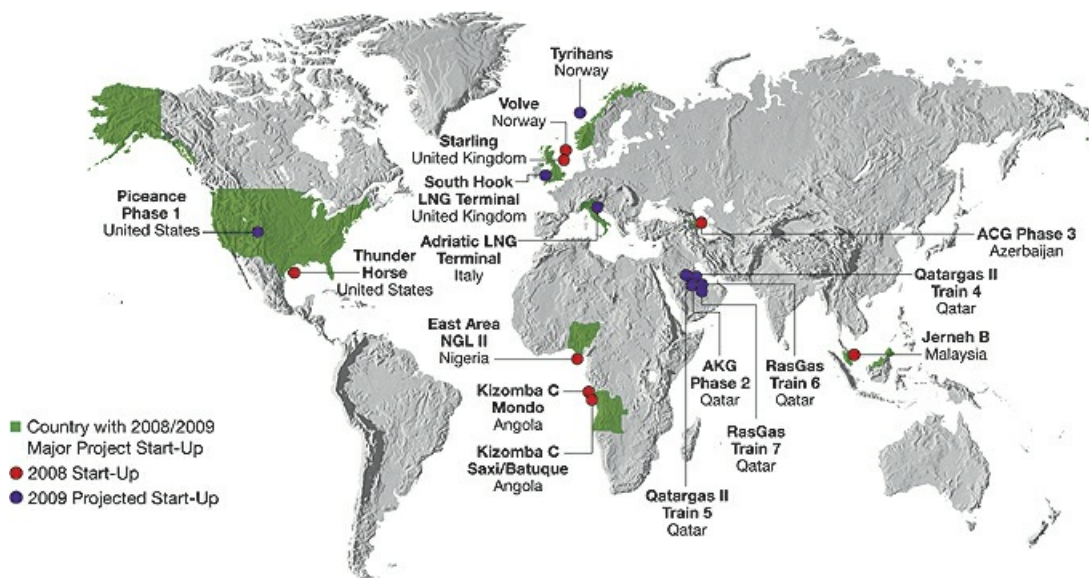 Tyrihans
Norway
Volve
Norway
Starling
United Kingdom
South Hook
LNG Terminal
United Kingdom
Adriatic LNG
Terminal
Italy
Piceance
Phase 1
United States
Thunder
Horse
United States
East Area
NGL II
Nigeria
Kizomba C
Mondo
Angola
Kizomba C
Saxi/Batuque
Angola
ACG Phase 3
Azerbaijan
Qatargas II
Train 4
Qatar
Jerneh B
Malaysia
AKG
Phase 2
Qatar
RasGas
Train 6
Qatar
RasGas
Train 7
Qatar
Qatargas II
Train 5
Qatar
Country with 2008/2009
Major Project Start-Up
2008 Start-Up
2009 Projected Start-Up